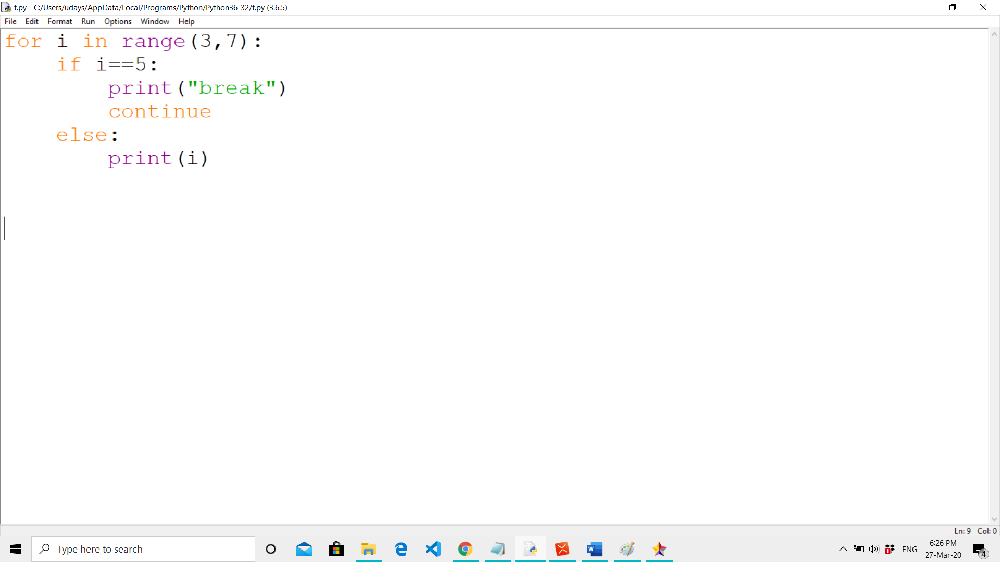 t.py - C:/Users/udays/AppData/Local/Programs/Python/Python36-32/t.py (3.6.5)
File Edit Format Run Options Window Help
for i in range(3,7):
    if i==5:
        print("break")
        continue
    else:
        print(i)
Ln: 9 Col: 0
Type here to search
W
1
ENG
6:26 PM
27-Mar-20
4